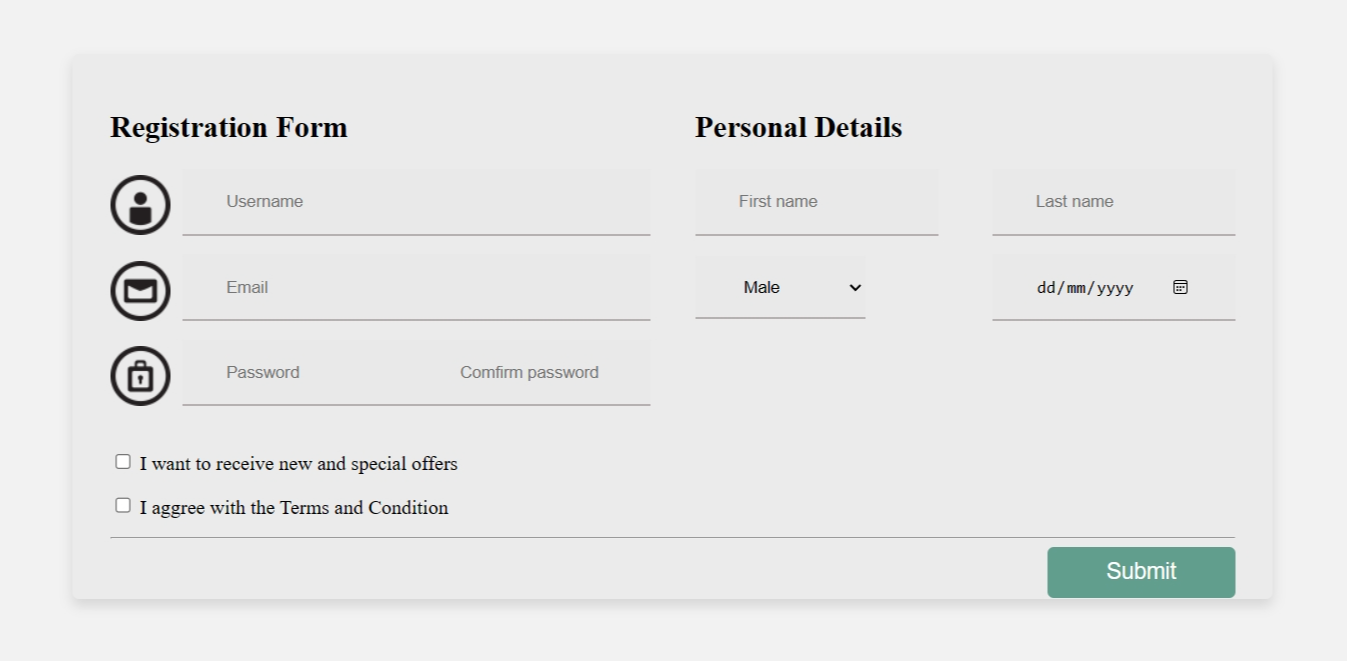 Registration Form
Username
Email
Password Comfirm password
I want to receive new and special offers
I aggree with the Terms and Condition
Personal Details
First name Last name
Male dd/mm/yyyy
Submit